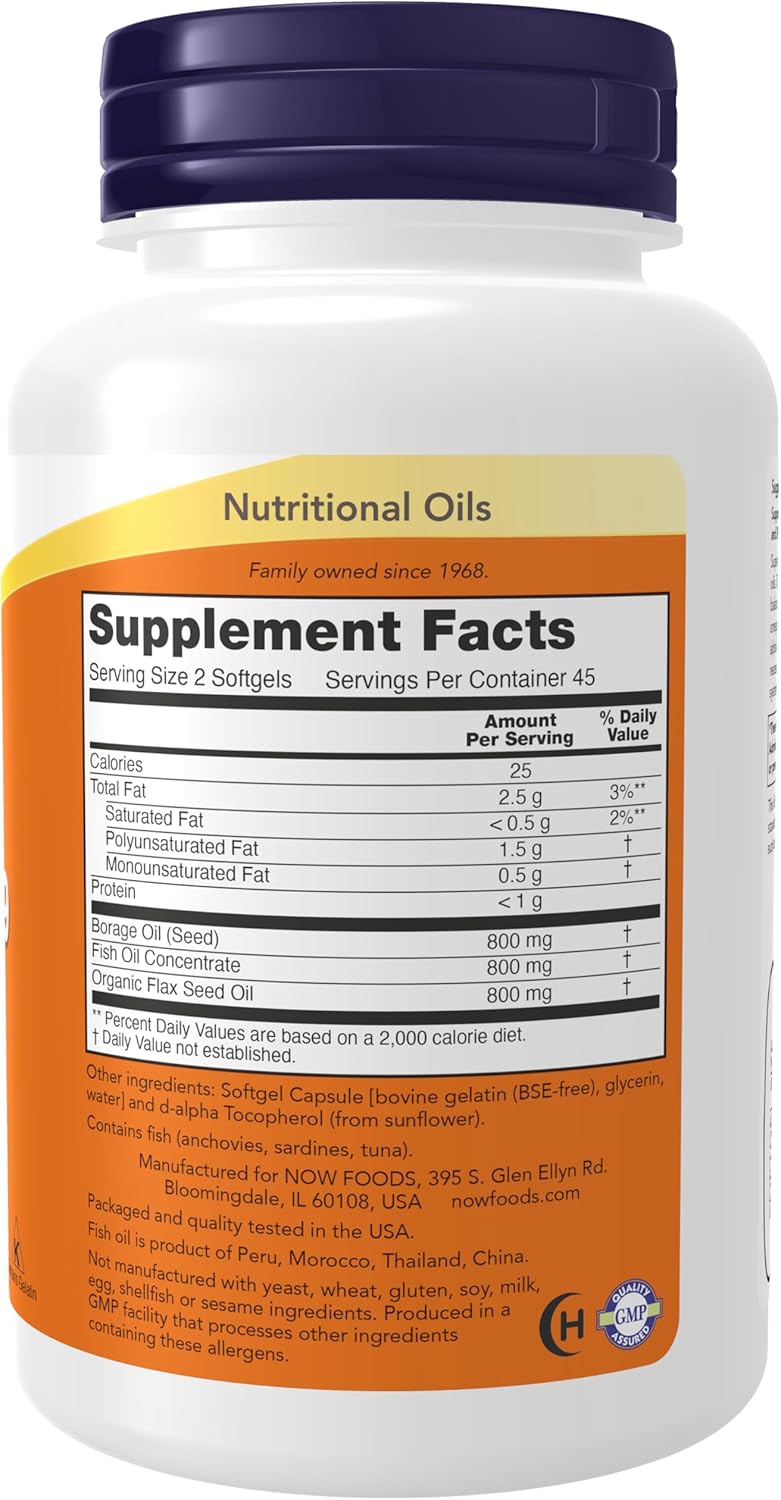 Nutritional Oils
Family owned since 1968.
Supplement Facts
Serving Size 2 Softgels Servings Per Container 45
Amount Per Serving % Daily Value
Calories 25
Total Fat 2.5 g 3%**
Saturated Fat < 0.5 g 2%**
Polyunsaturated Fat 1.5 g †
Monounsaturated Fat 0.5 g †
Protein < 1 g
Borage Oil (Seed) 800 mg †
Fish Oil Concentrate 800 mg †
Organic Flax Seed Oil 800 mg †
** Percent Daily Values are based on a 2,000 calorie diet.
† Daily Value not established.
Other ingredients: Softgel Capsule [bovine gelatin (BSE-free), glycerin,
water] and d-alpha Tocopherol (from sunflower).
Contains fish (anchovies, sardines, tuna).
Manufactured for NOW FOODS, 395 S. Glen Ellyn Rd.
Bloomingdale, IL 60108, USA nowfoods.com
Packaged and quality tested in the USA.
Fish oil is product of Peru, Morocco, Thailand, China.
Not manufactured with yeast, wheat, gluten, soy, milk,
egg, shellfish or sesame ingredients. Produced in a
GMP facility that processes other ingredients
containing these allergens.
H
QUALITY
GMP
ASSURED
K
Gelatin